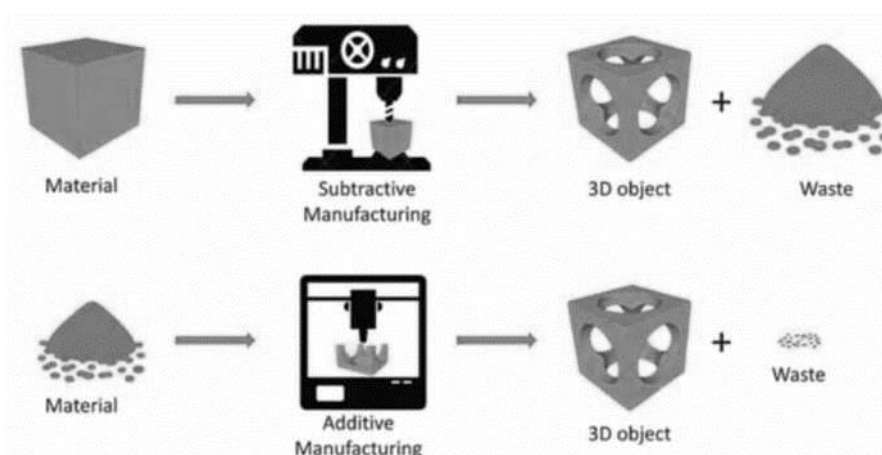 Material
Subtractive
Manufacturing
3D object
+
Waste
Material
Additive
Manufacturing
3D object
+
Waste